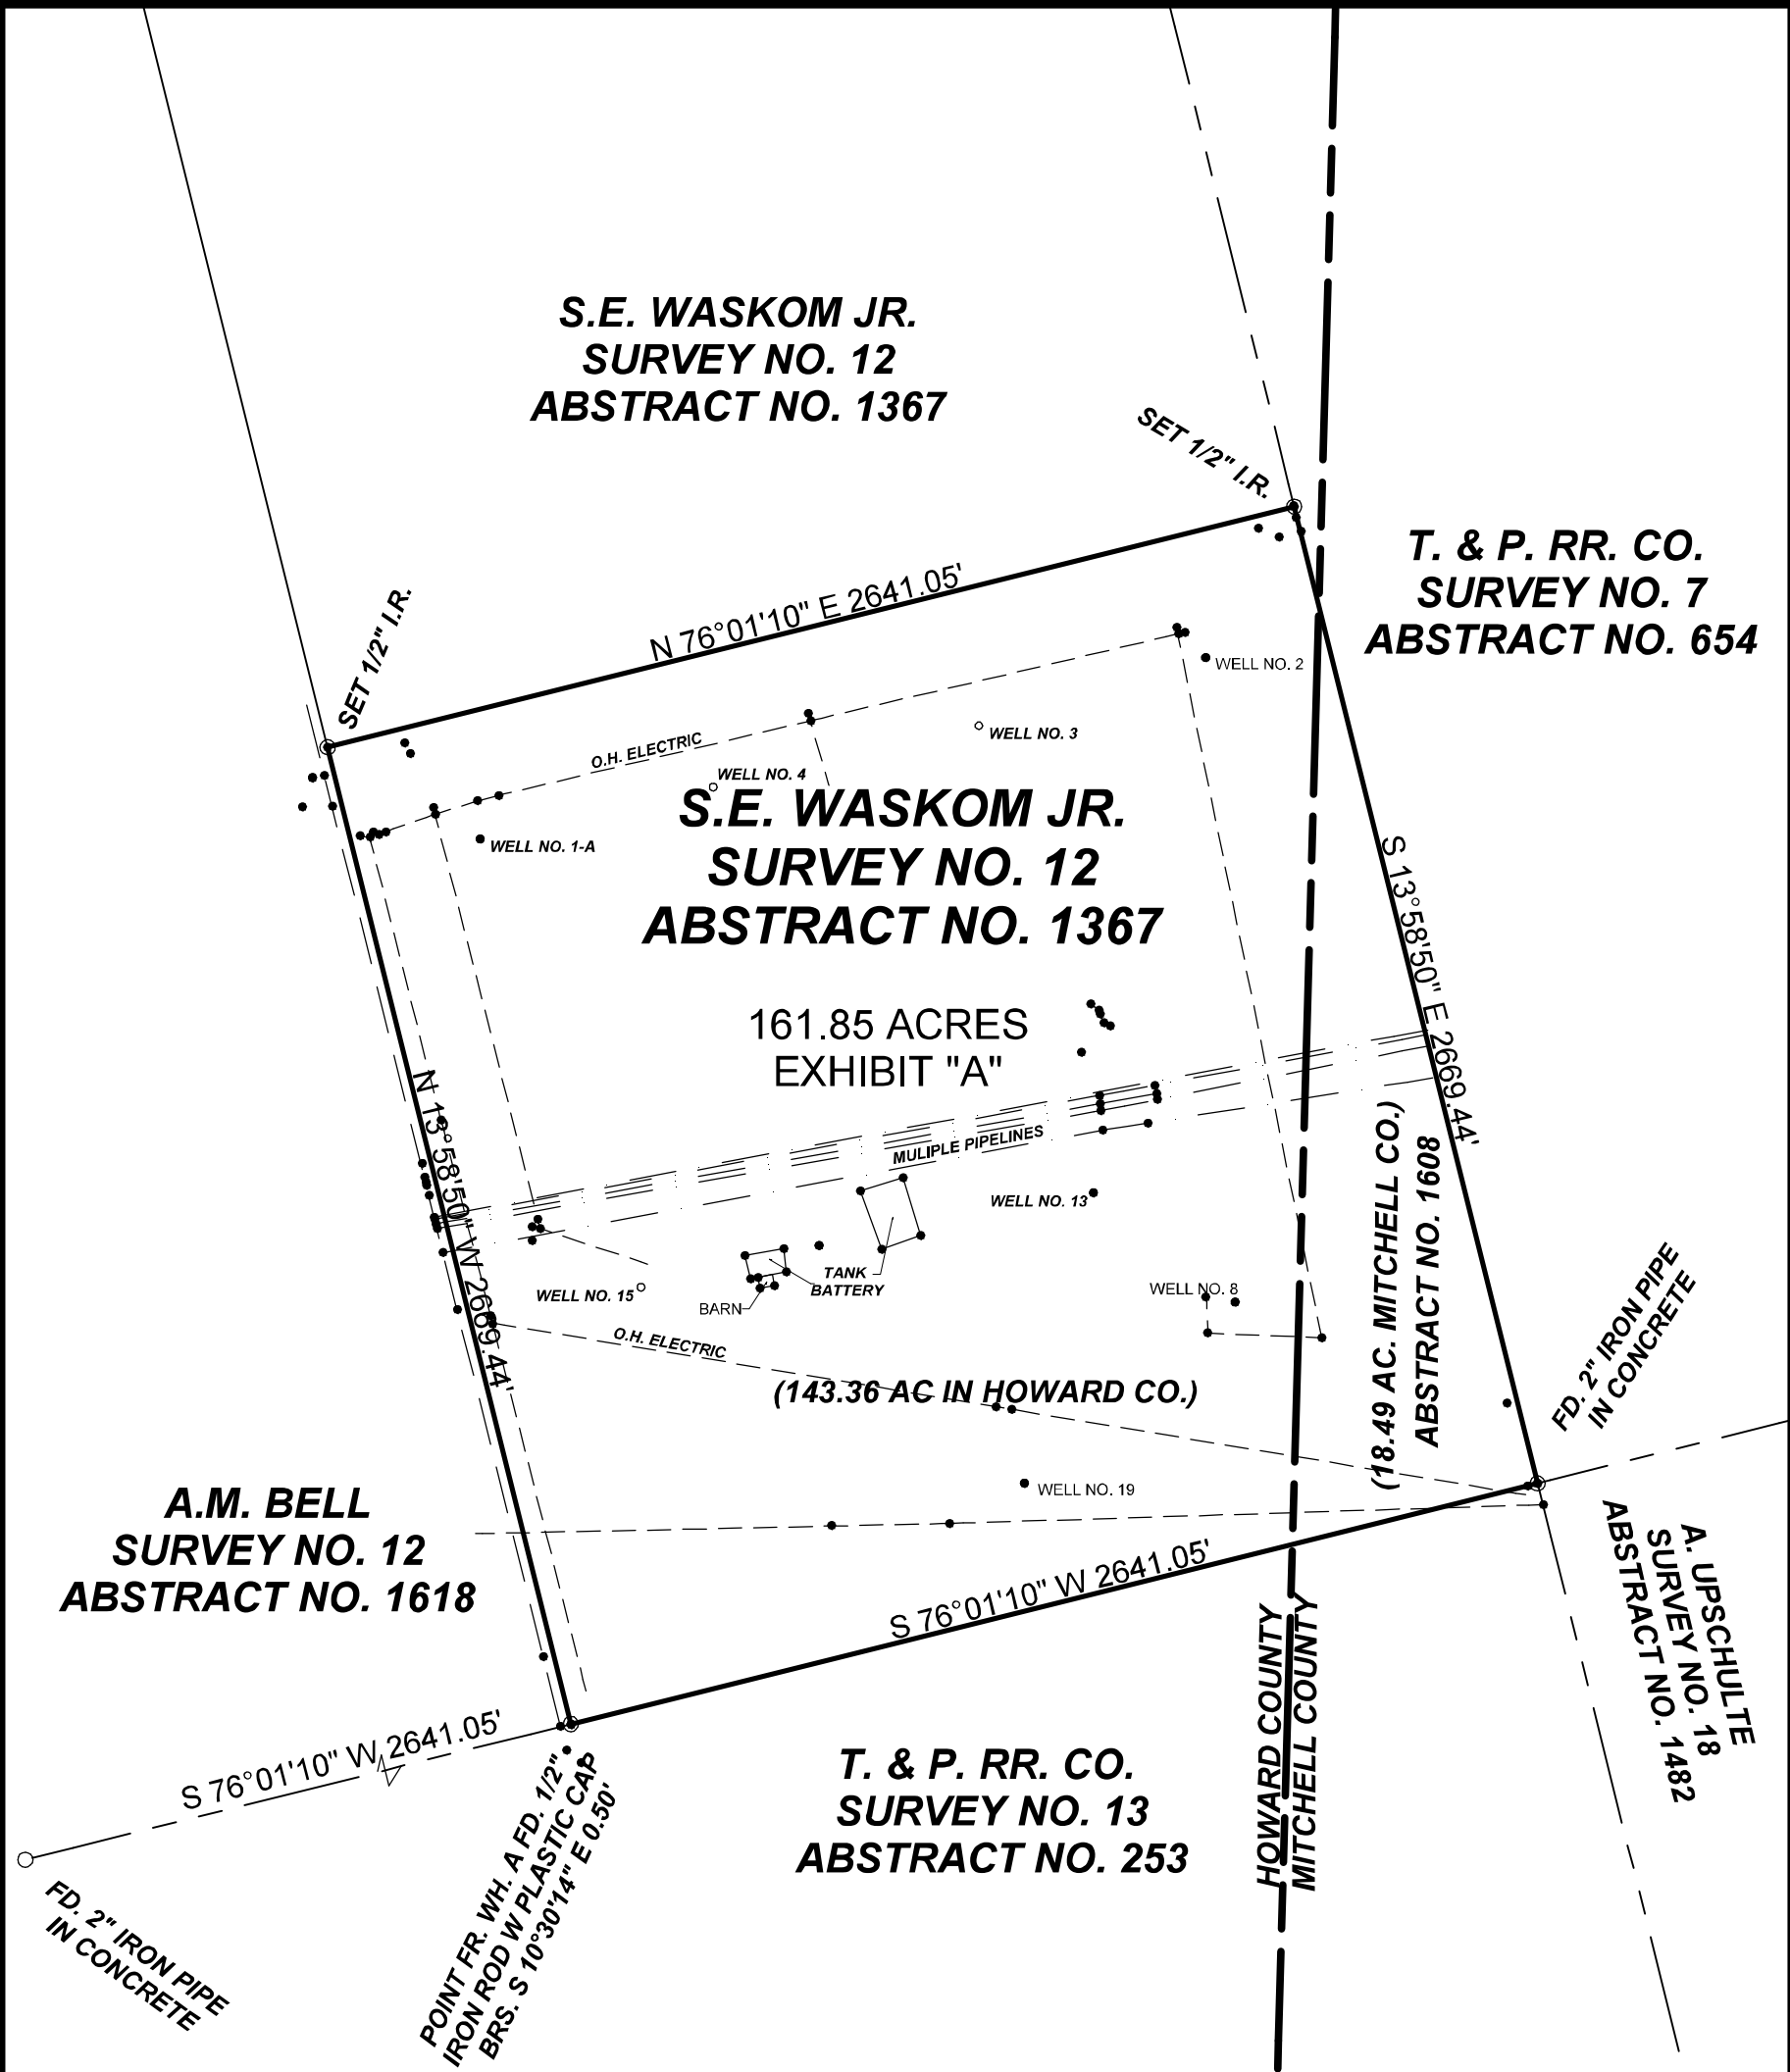 S.E. WASKOM JR.
SURVEY NO. 12
ABSTRACT NO. 1367
SET 1/2" I.R.
T. & P. RR. CO.
SURVEY NO. 7
ABSTRACT NO. 654
SET 1/2" I.R.
N 76°01'10" E 2641.05'
WELL NO. 2
WELL NO. 3
O.H. ELECTRIC
WELL NO. 4
WELL NO. 1-A
S.E. WASKOM JR.
SURVEY NO. 12
ABSTRACT NO. 1367
161.85 ACRES
EXHIBIT "A"
S 13°58'50" E 2669.44'
N 13°58'50" W 2669.44'
MULIPLE PIPELINES
WELL NO. 13
TANK
BATTERY
BARN
WELL NO. 15
WELL NO. 8
O.H. ELECTRIC
(143.36 AC IN HOWARD CO.)
(18.49 AC. MITCHELL CO.)
ABSTRACT NO. 1608
FD. 2" IRON PIPE
IN CONCRETE
WELL NO. 19
A.M. BELL
SURVEY NO. 12
ABSTRACT NO. 1618
S 76°01'10" W 2641.05'
A. UPSCHULTE
SURVEY NO. 18
ABSTRACT NO. 1482
HOWARD COUNTY
MITCHELL COUNTY
S 76°01'10" W 2641.05'
T. & P. RR. CO.
SURVEY NO. 13
ABSTRACT NO. 253
POINT FR. WH. A FD. 1/2"
IRON ROD W PLASTIC CAP
BRS. S 10°30'14" E 0.50'
FD. 2" IRON PIPE
IN CONCRETE